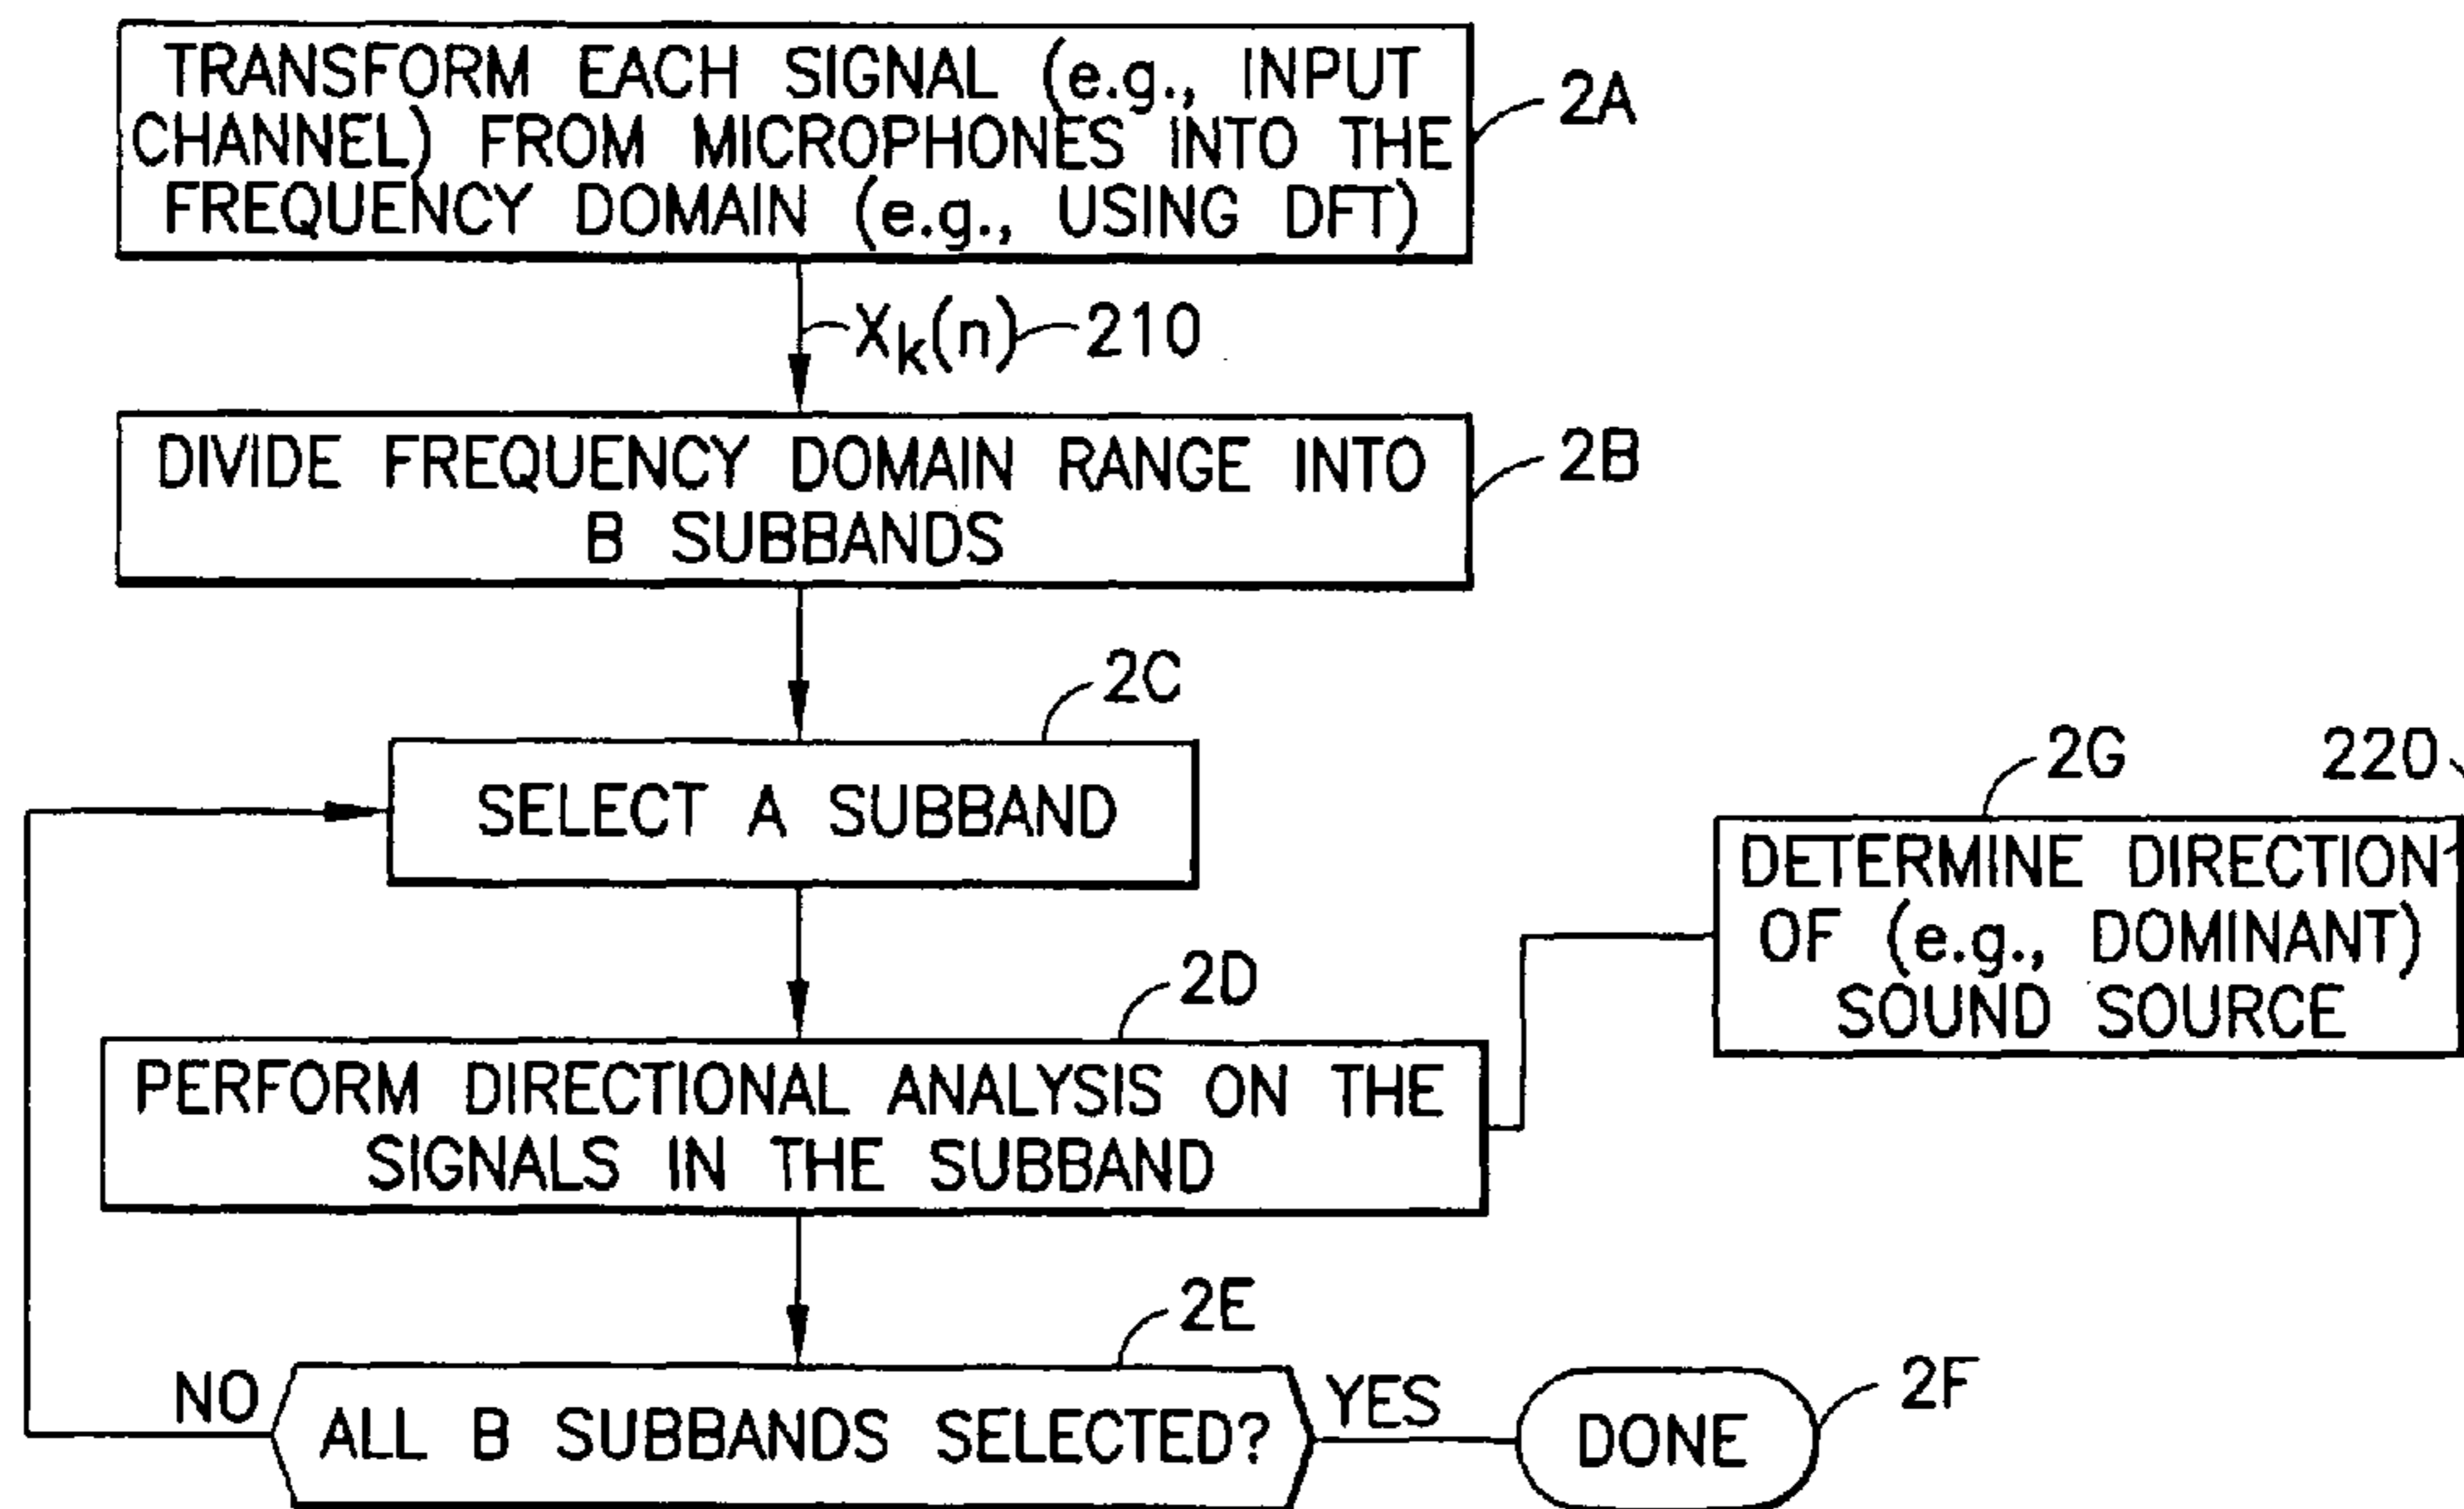 TRANSFORM EACH SIGNAL (e.g., INPUT
CHANNEL) FROM MICROPHONES INTO THE
FREQUENCY DOMAIN (e.g., USING DFT)
2A
Xk(n) 210
DIVIDE FREQUENCY DOMAIN RANGE INTO
B SUBBANDS
2B
2C
SELECT A SUBBAND
2G
220
DETERMINE DIRECTION
OF (e.g., DOMINANT)
SOUND SOURCE
2D
PERFORM DIRECTIONAL ANALYSIS ON THE
SIGNALS IN THE SUBBAND
2E
NO
ALL B SUBBANDS SELECTED?
YES
DONE
2F